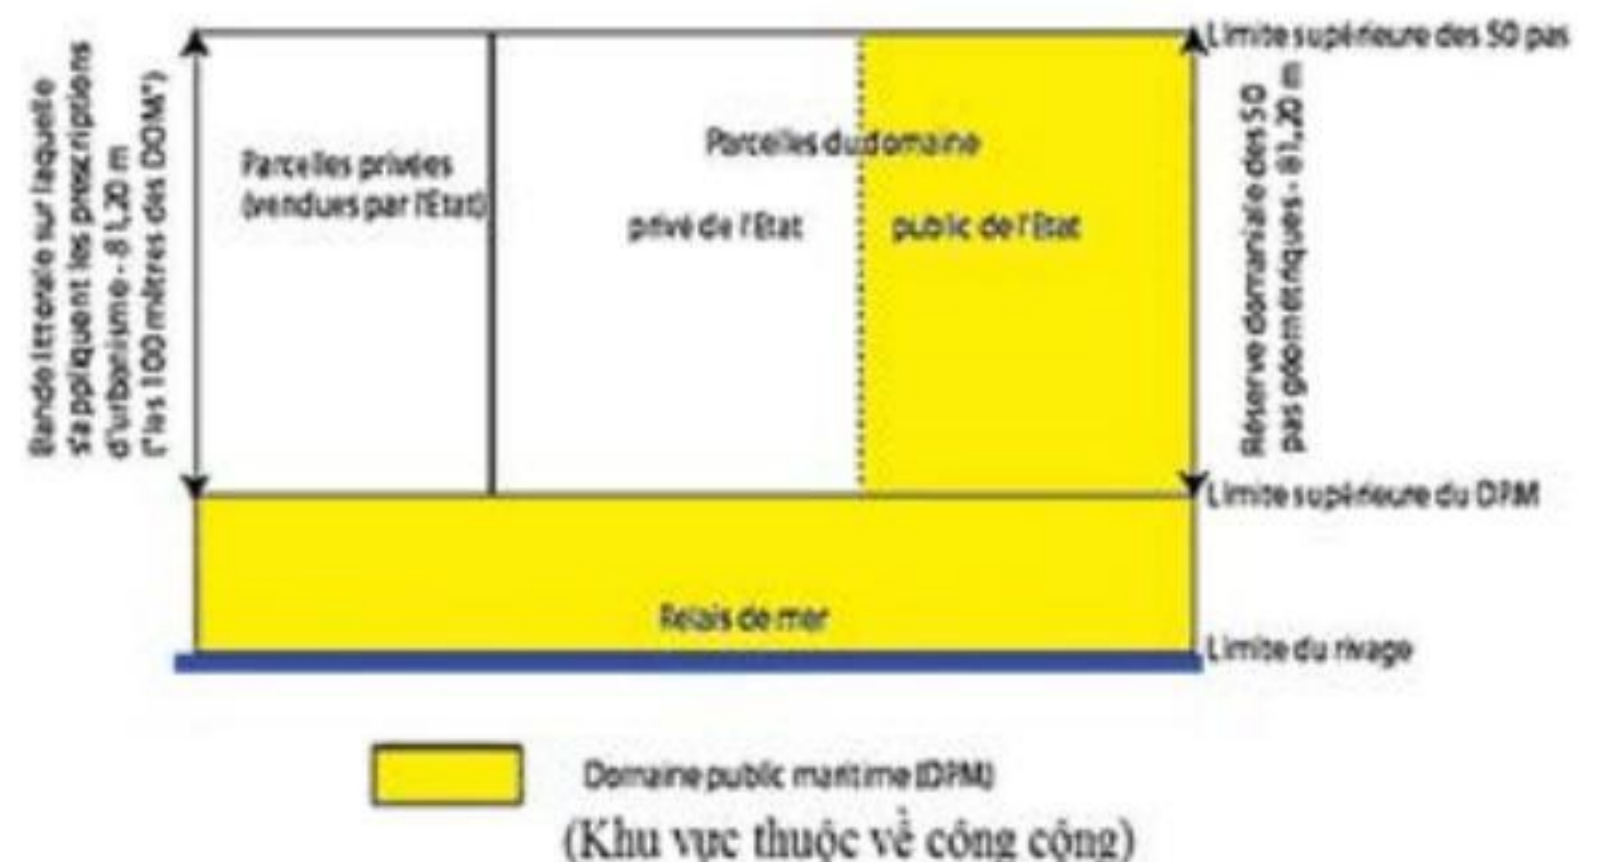 Limite supérieure des 50 pas
Bande littorale sur laquelle
s'appliquent les prescriptions
d'urbanisme - 81,20 m
(*les 100 mètres des DOM*)
Parcelles privées
(vendues par l'Etat)
Parcelles du domaine
privé de l'Etat
public de l'Etat
Réserve domaniale des 50
pas géométriques - 81,20 m
Limite supérieure du DPM
Relais de mer
Limite du rivage
Domaine public maritime (DPM)
(Khu vực thuộc về công cộng)